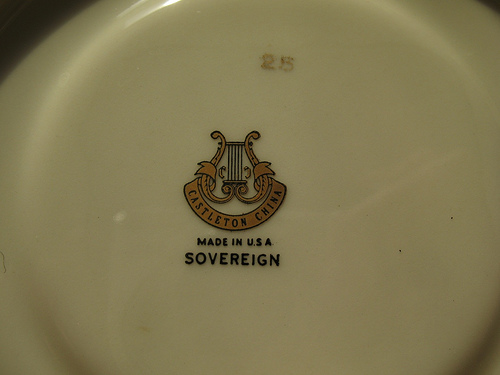 25
CASTLETON CHINA
MADE IN U.S.A
SOVEREIGN